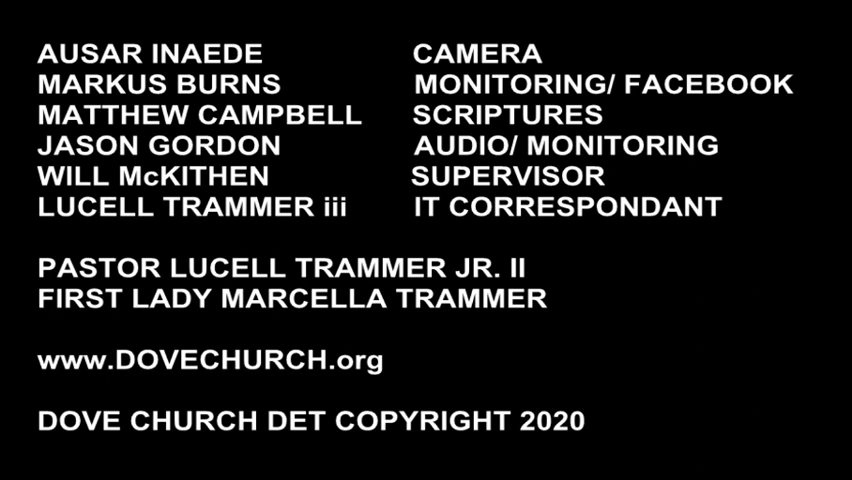 AUSAR INAEDE CAMERA
MARKUS BURNS MONITORING/ FACEBOOK
MATTHEW CAMPBELL SCRIPTURES
JASON GORDON AUDIO/ MONITORING
WILL McKITHEN SUPERVISOR
LUCELL TRAMMER iii IT CORRESPONDANT
PASTOR LUCELL TRAMMER JR. II
FIRST LADY MARCELLA TRAMMER
www.DOVECHURCH.org
DOVE CHURCH DET COPYRIGHT 2020